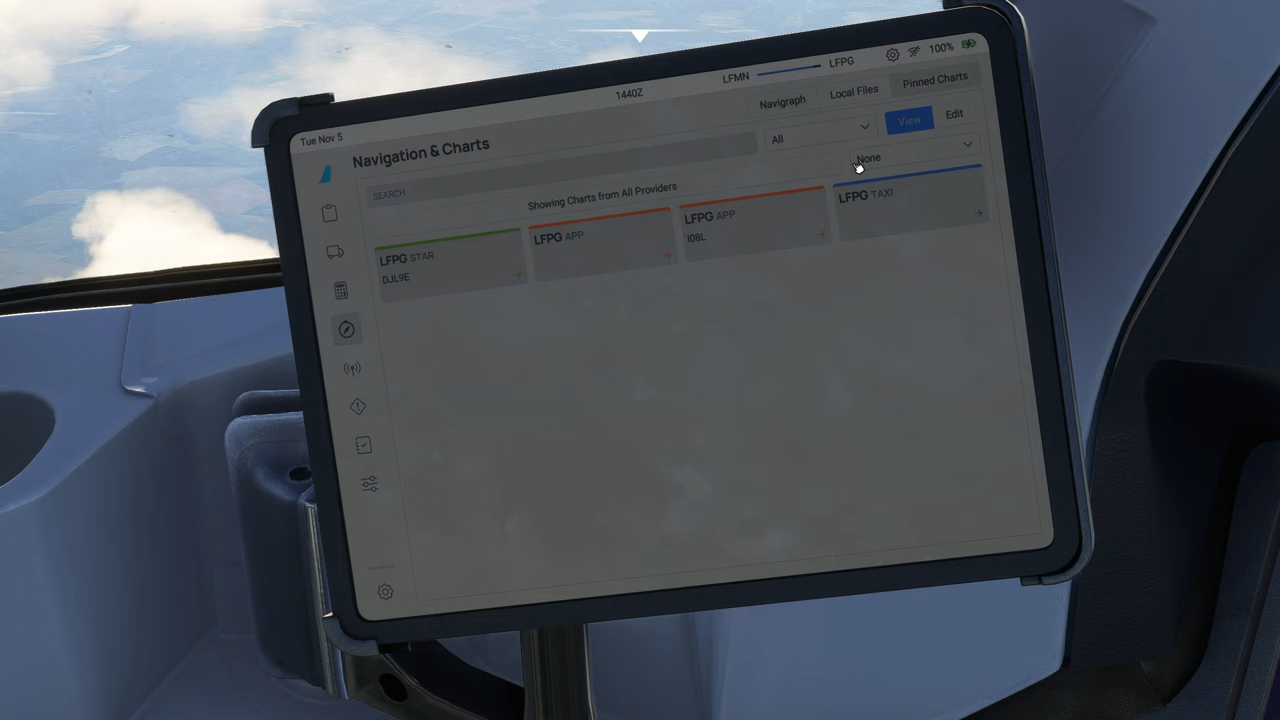 Tue Nov 5
1440Z
LFMN
LFPG
100%
Navigation & Charts
Navigraph
Local Files
Pinned Charts
SEARCH
All
View
Edit
Showing Charts from All Providers
None
LFPG STAR
DJL9E
LFPG APP
LFPG APP
I08L
LFPG TAXI